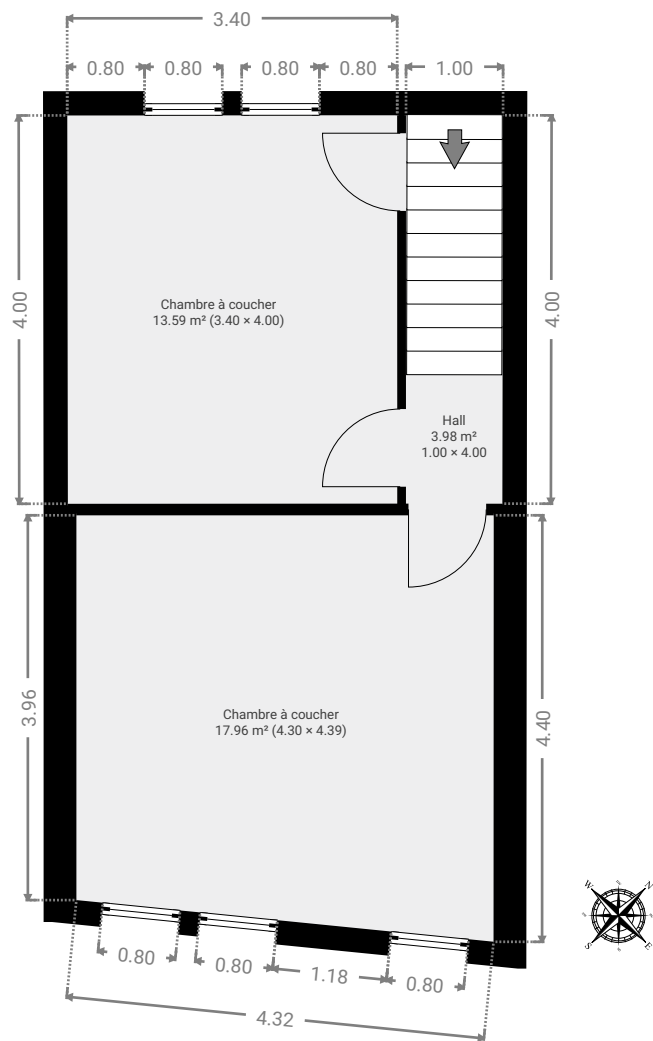 3.40
0.80 0.80 0.80 0.80 1.00
4.00
4.00
Chambre à coucher
13.59 m² (3.40 × 4.00)
Hall
3.98 m²
1.00 × 4.00
3.96
4.40
Chambre à coucher
17.96 m² (4.30 × 4.39)
W N
S E
0.80 0.80 1.18 0.80
4.32